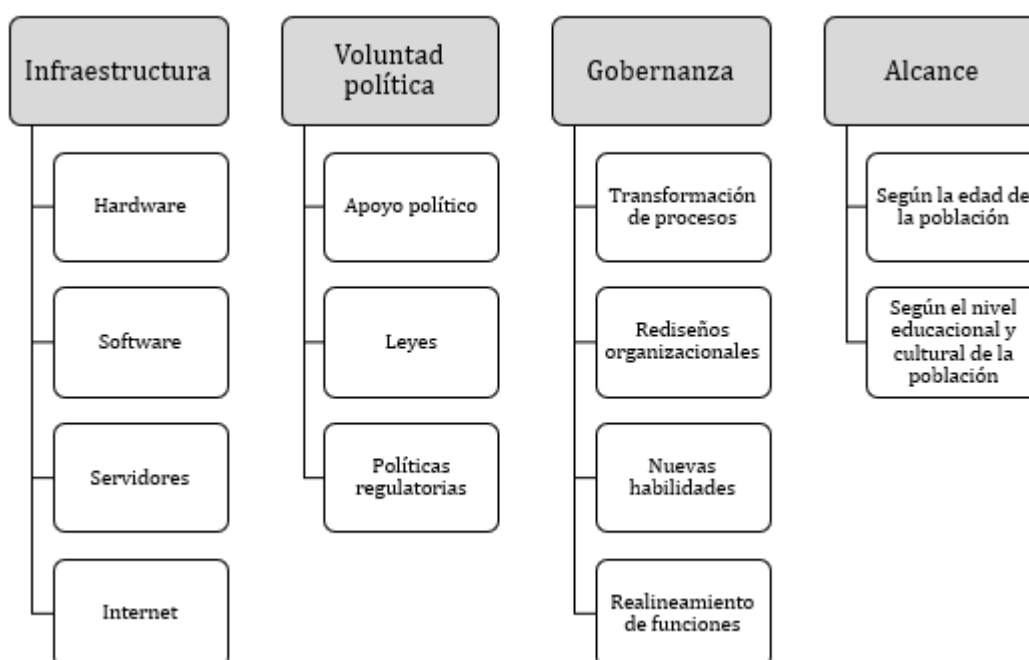 Infraestructura
Hardware
Software
Servidores
Internet
Voluntad
política
Apoyo político
Leyes
Políticas
regulatorias
Gobernanza
Transformación
de procesos
Rediseños
organizacionales
Nuevas
habilidades
Realineamiento
de funciones
Alcance
Según la edad de
la población
Según el nivel
educacional y
cultural de la
población